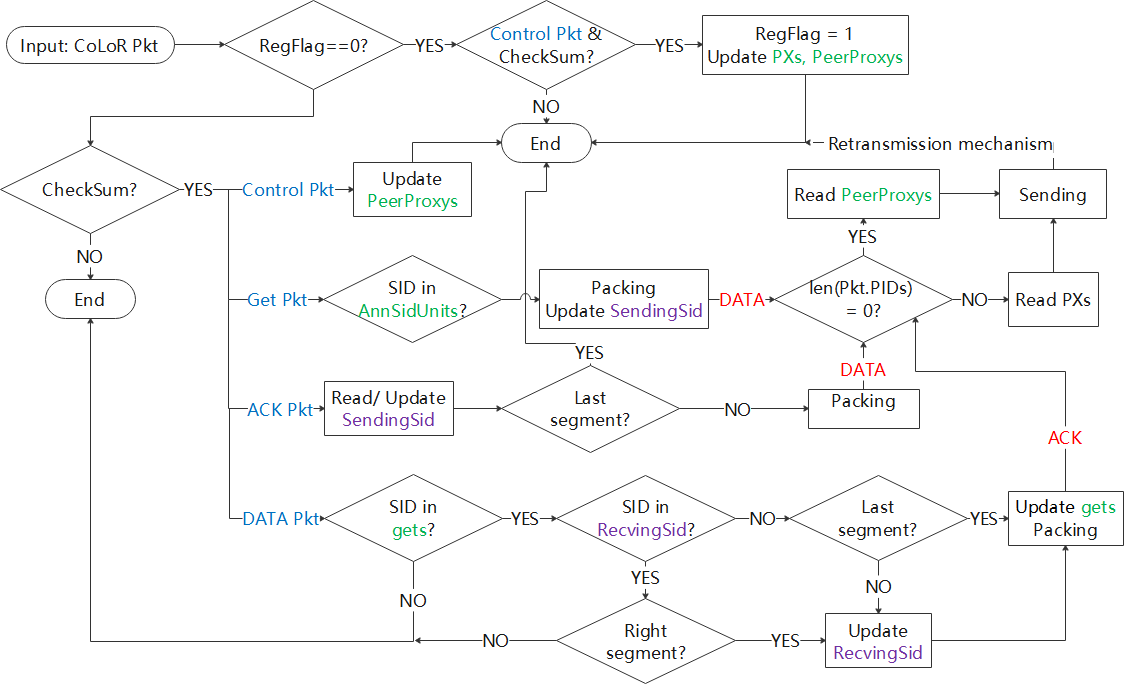 Input: CoLoR Pkt
RegFlag==0?
YES
Control Pkt &
CheckSum?
YES
RegFlag = 1
Update PXs, PeerProxys
NO
End
Retransmission mechanism
CheckSum?
YES
Control Pkt
Update
PeerProxys
Read PeerProxys
Sending
NO
YES
End
Get Pkt
SID in
AnnSidUnits?
Packing
Update SendingSid
DATA
len(Pkt.PIDs)
= 0?
NO
Read PXs
YES
DATA
ACK Pkt
Read/ Update
SendingSid
Last
segment?
NO
Packing
ACK
DATA Pkt
SID in
gets?
YES
SID in
RecvingSid?
NO
Last
segment?
YES
Update gets
Packing
YES
NO
NO
NO
Right
segment?
YES
Update
RecvingSid